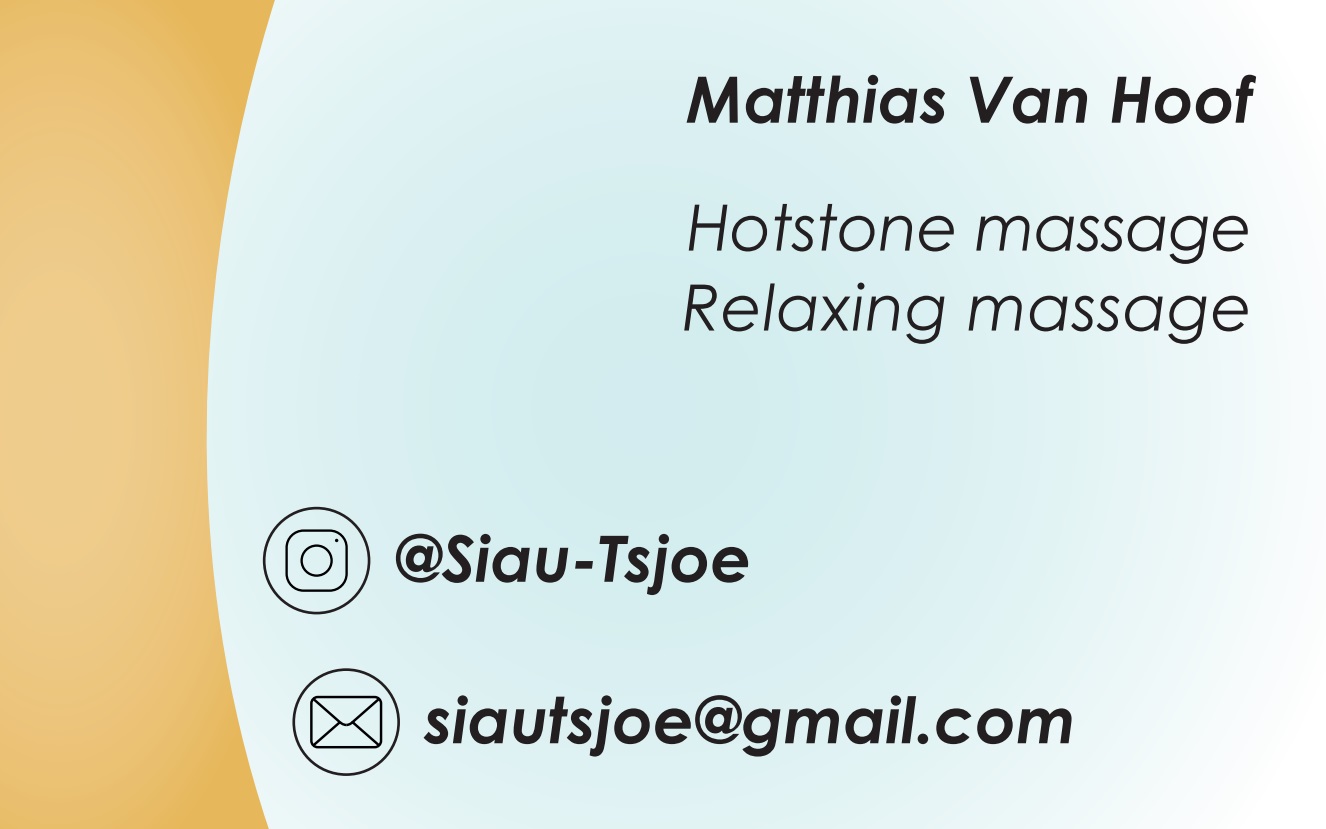 Matthias Van Hoof
Hotstone massage
Relaxing massage
@Siau-Tsjoe
siautsjoe@gmail.com